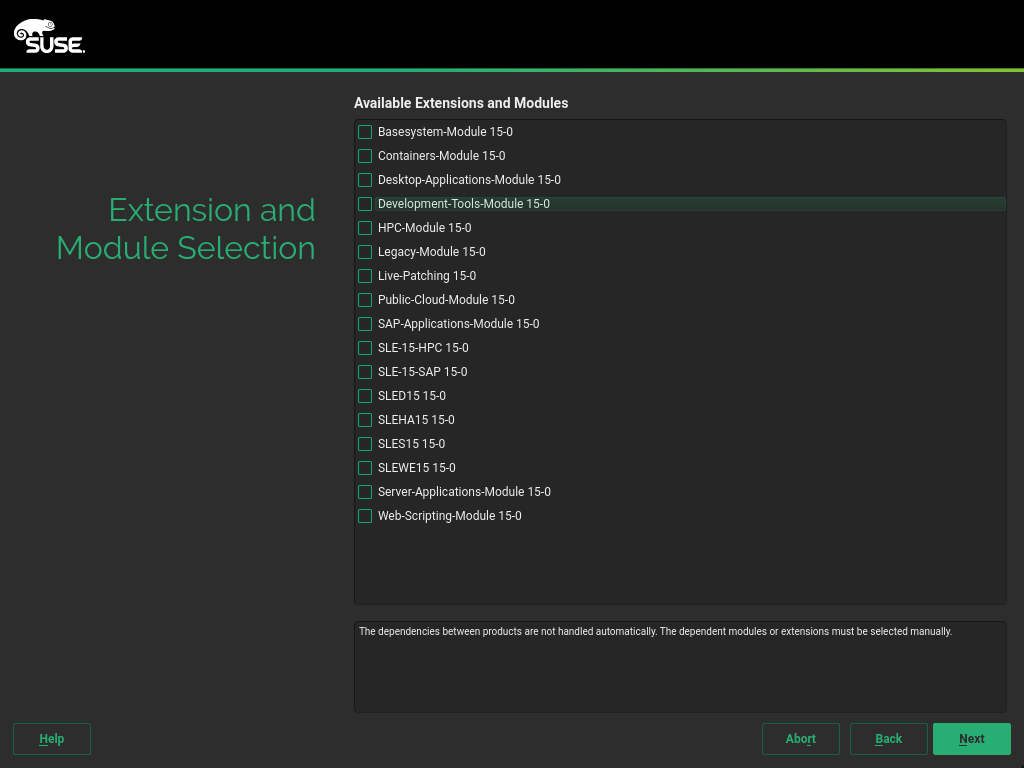 SUSE.
Extension and
Module Selection
Available Extensions and Modules
Basesystem-Module 15-0
Containers-Module 15-0
Desktop-Applications-Module 15-0
Development-Tools-Module 15-0
HPC-Module 15-0
Legacy-Module 15-0
Live-Patching 15-0
Public-Cloud-Module 15-0
SAP-Applications-Module 15-0
SLE-15-HPC 15-0
SLE-15-SAP 15-0
SLED15 15-0
SLEHA15 15-0
SLES15 15-0
SLEWE15 15-0
Server-Applications-Module 15-0
Web-Scripting-Module 15-0
The dependencies between products are not handled automatically. The dependent modules or extensions must be selected manually.
Help
Abort
Back
Next